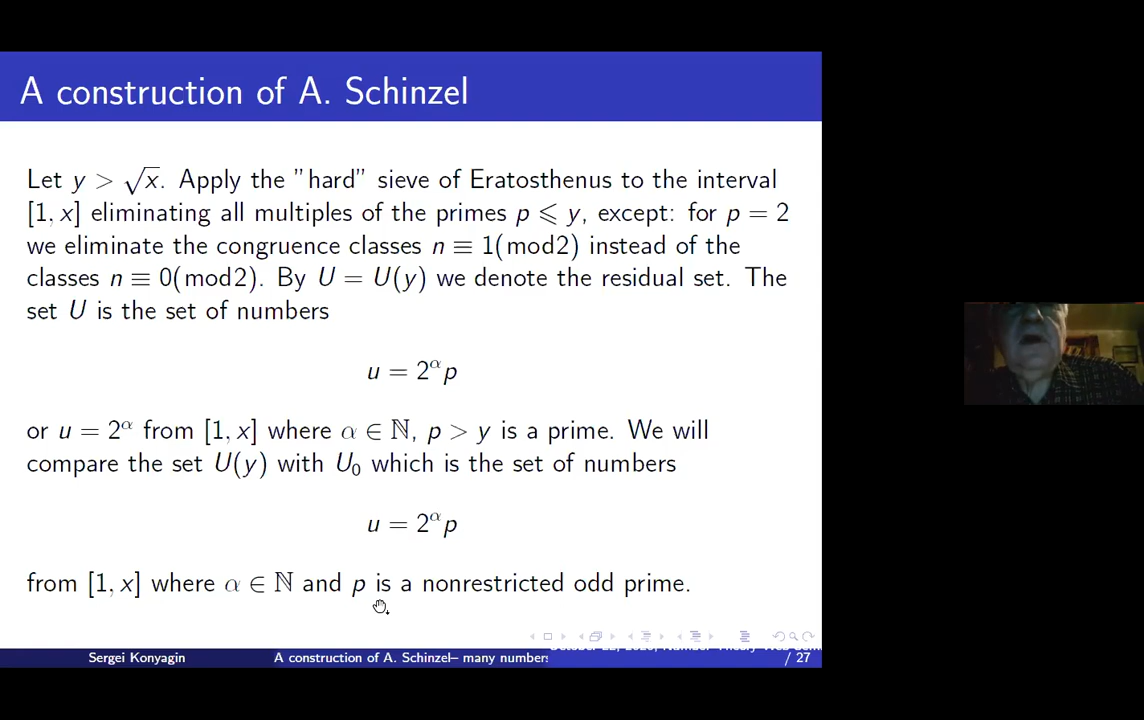 A construction of A. Schinzel
Let y > √x. Apply the ”hard” sieve of Eratosthenus to the interval
[1, x] eliminating all multiples of the primes p ⩽ y, except: for p = 2
we eliminate the congruence classes n ≡ 1(mod2) instead of the
classes n ≡ 0(mod2). By U = U(y) we denote the residual set. The
set U is the set of numbers
u = 2^α p
or u = 2^α from [1, x] where α ∈ ℕ, p > y is a prime. We will
compare the set U(y) with U₀ which is the set of numbers
u = 2^α p
from [1, x] where α ∈ ℕ and p is a nonrestricted odd prime.
Sergei Konyagin
A construction of A. Schinzel– many numbers
/ 27